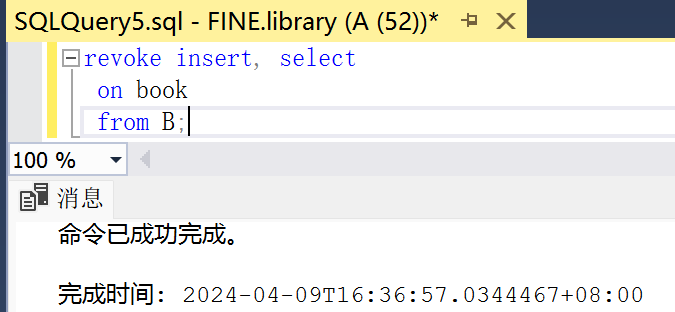 SQLQuery5.sql - FINE.library (A (52))*
revoke insert, select
on book
from B;
100 %
消息
命令已成功完成。
完成时间: 2024-04-09T16:36:57.0344467+08:00